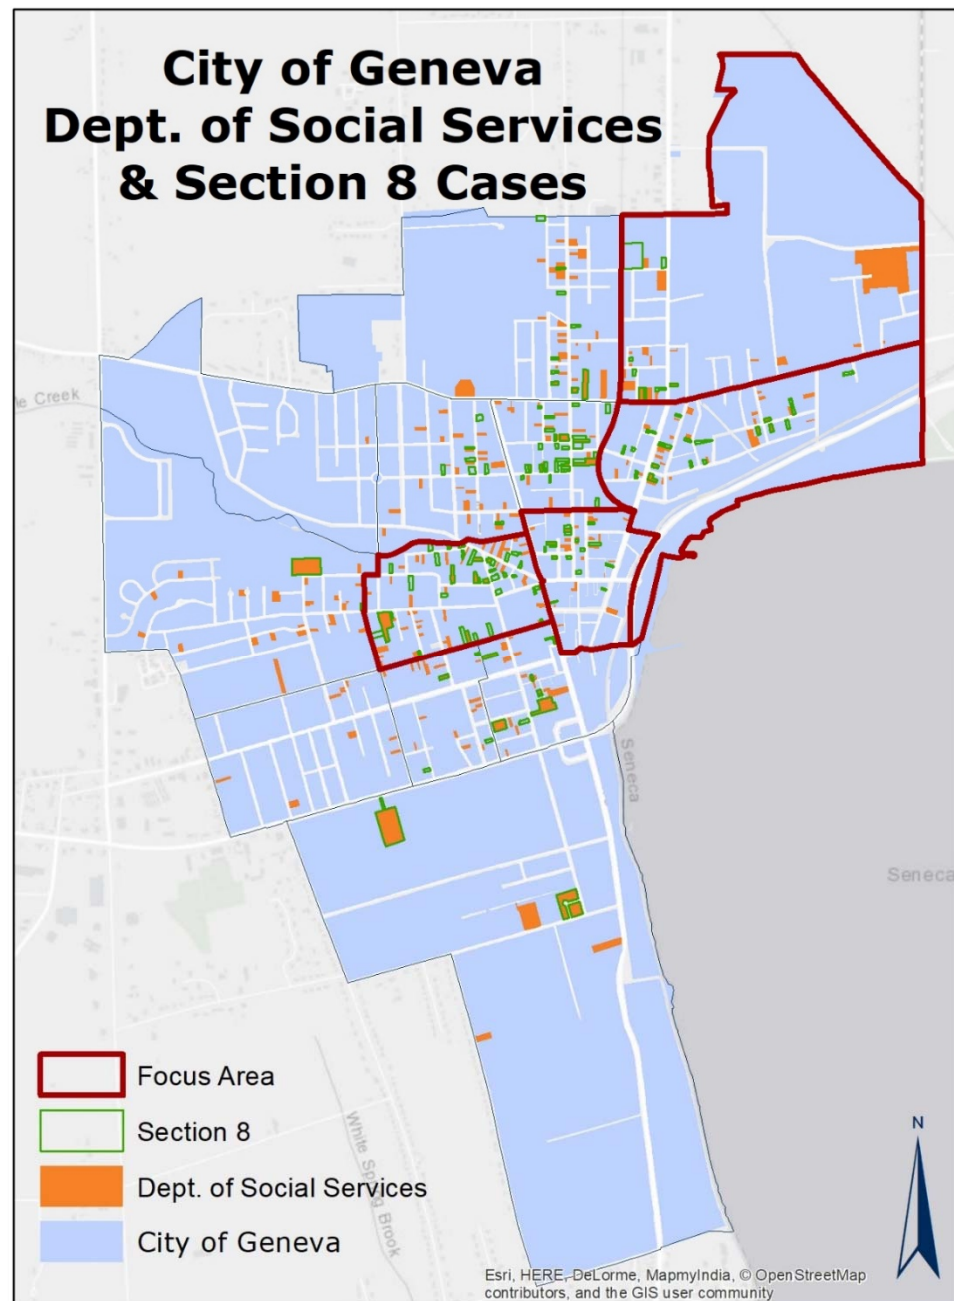 City of Geneva
Dept. of Social Services
& Section 8 Cases
le Creek
Seneca
Seneca
White Spring Brook
Focus Area
Section 8
Dept. of Social Services
City of Geneva
N
Esri, HERE, DeLorme, MapmyIndia, © OpenStreetMap
contributors, and the GIS user community